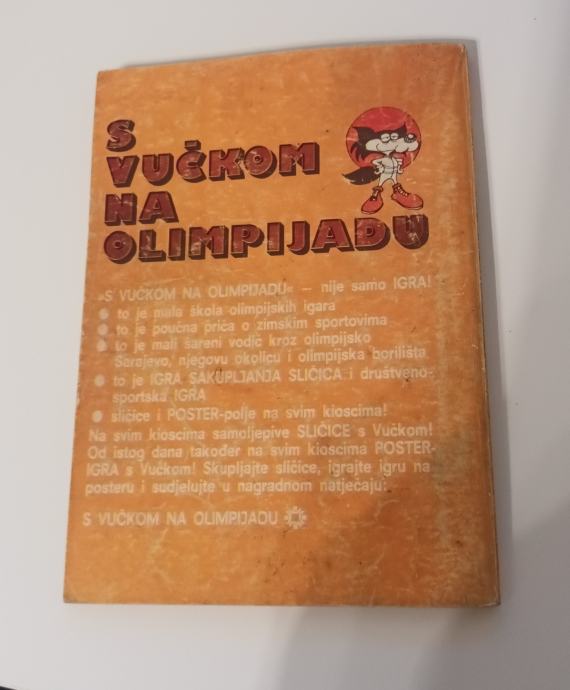 S
VUČKOM
NA
OLIMPIJADU
»S VUČKOM NA OLIMPIJADU« — nije samo IGRA!
● to je mala škola olimpijskih igara
● to je poučna priča o zimskim sportovima
● to je mali šareni vodič kroz olimpijsko
Sarajevo, njegovu okolicu i olimpijska borilišta
● to je IGRA SAKUPLJANJA SLIČICA i društveno-
sportska IGRA
● sličice i POSTER-polje na svim kioscima!
Na svim kioscima samoljepive SLIČICE s Vučkom!
Od istog dana također na svim kioscima POSTER-
IGRA s Vučkom! Skupljajte sličice, igrajte igru na
posteru i sudjelujte u nagradnom natječaju:
S VUČKOM NA OLIMPIJADU